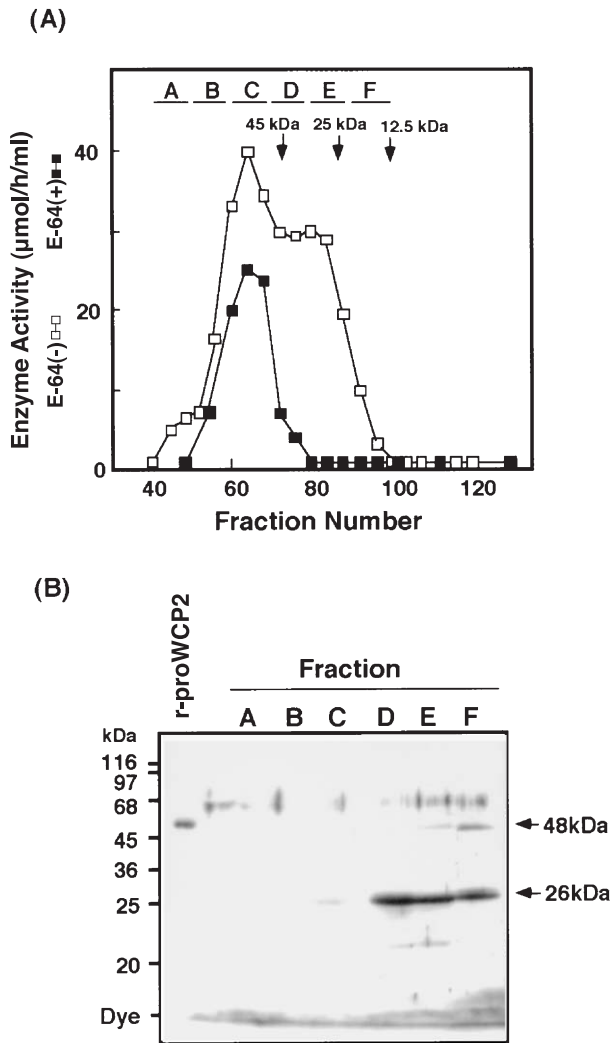 (A)
A B C D E F
45 kDa 25 kDa 12.5 kDa
Enzyme Activity (μmol/h/ml)
E-64(-) E-64(+)
40
20
0
40 60 80 100 120
Fraction Number
(B)
r-proWCP2
Fraction
A B C D E F
kDa
116
97
68
45
36
25
20
Dye
48kDa
26kDa